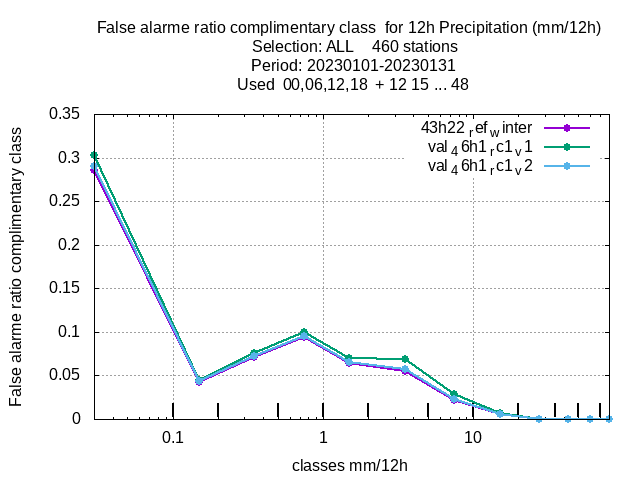 False alarme ratio complimentary class  for 12h Precipitation (mm/12h)
Selection: ALL    460 stations
Period: 20230101-20230131
Used  00,06,12,18  + 12 15 ... 48
False alarme ratio complimentary class
0.35
0.3
0.25
0.2
0.15
0.1
0.05
0
43h22 ref winter
val 46h1 rc1 v1
val 46h1 rc1 v2
0.1
1
10
classes mm/12h